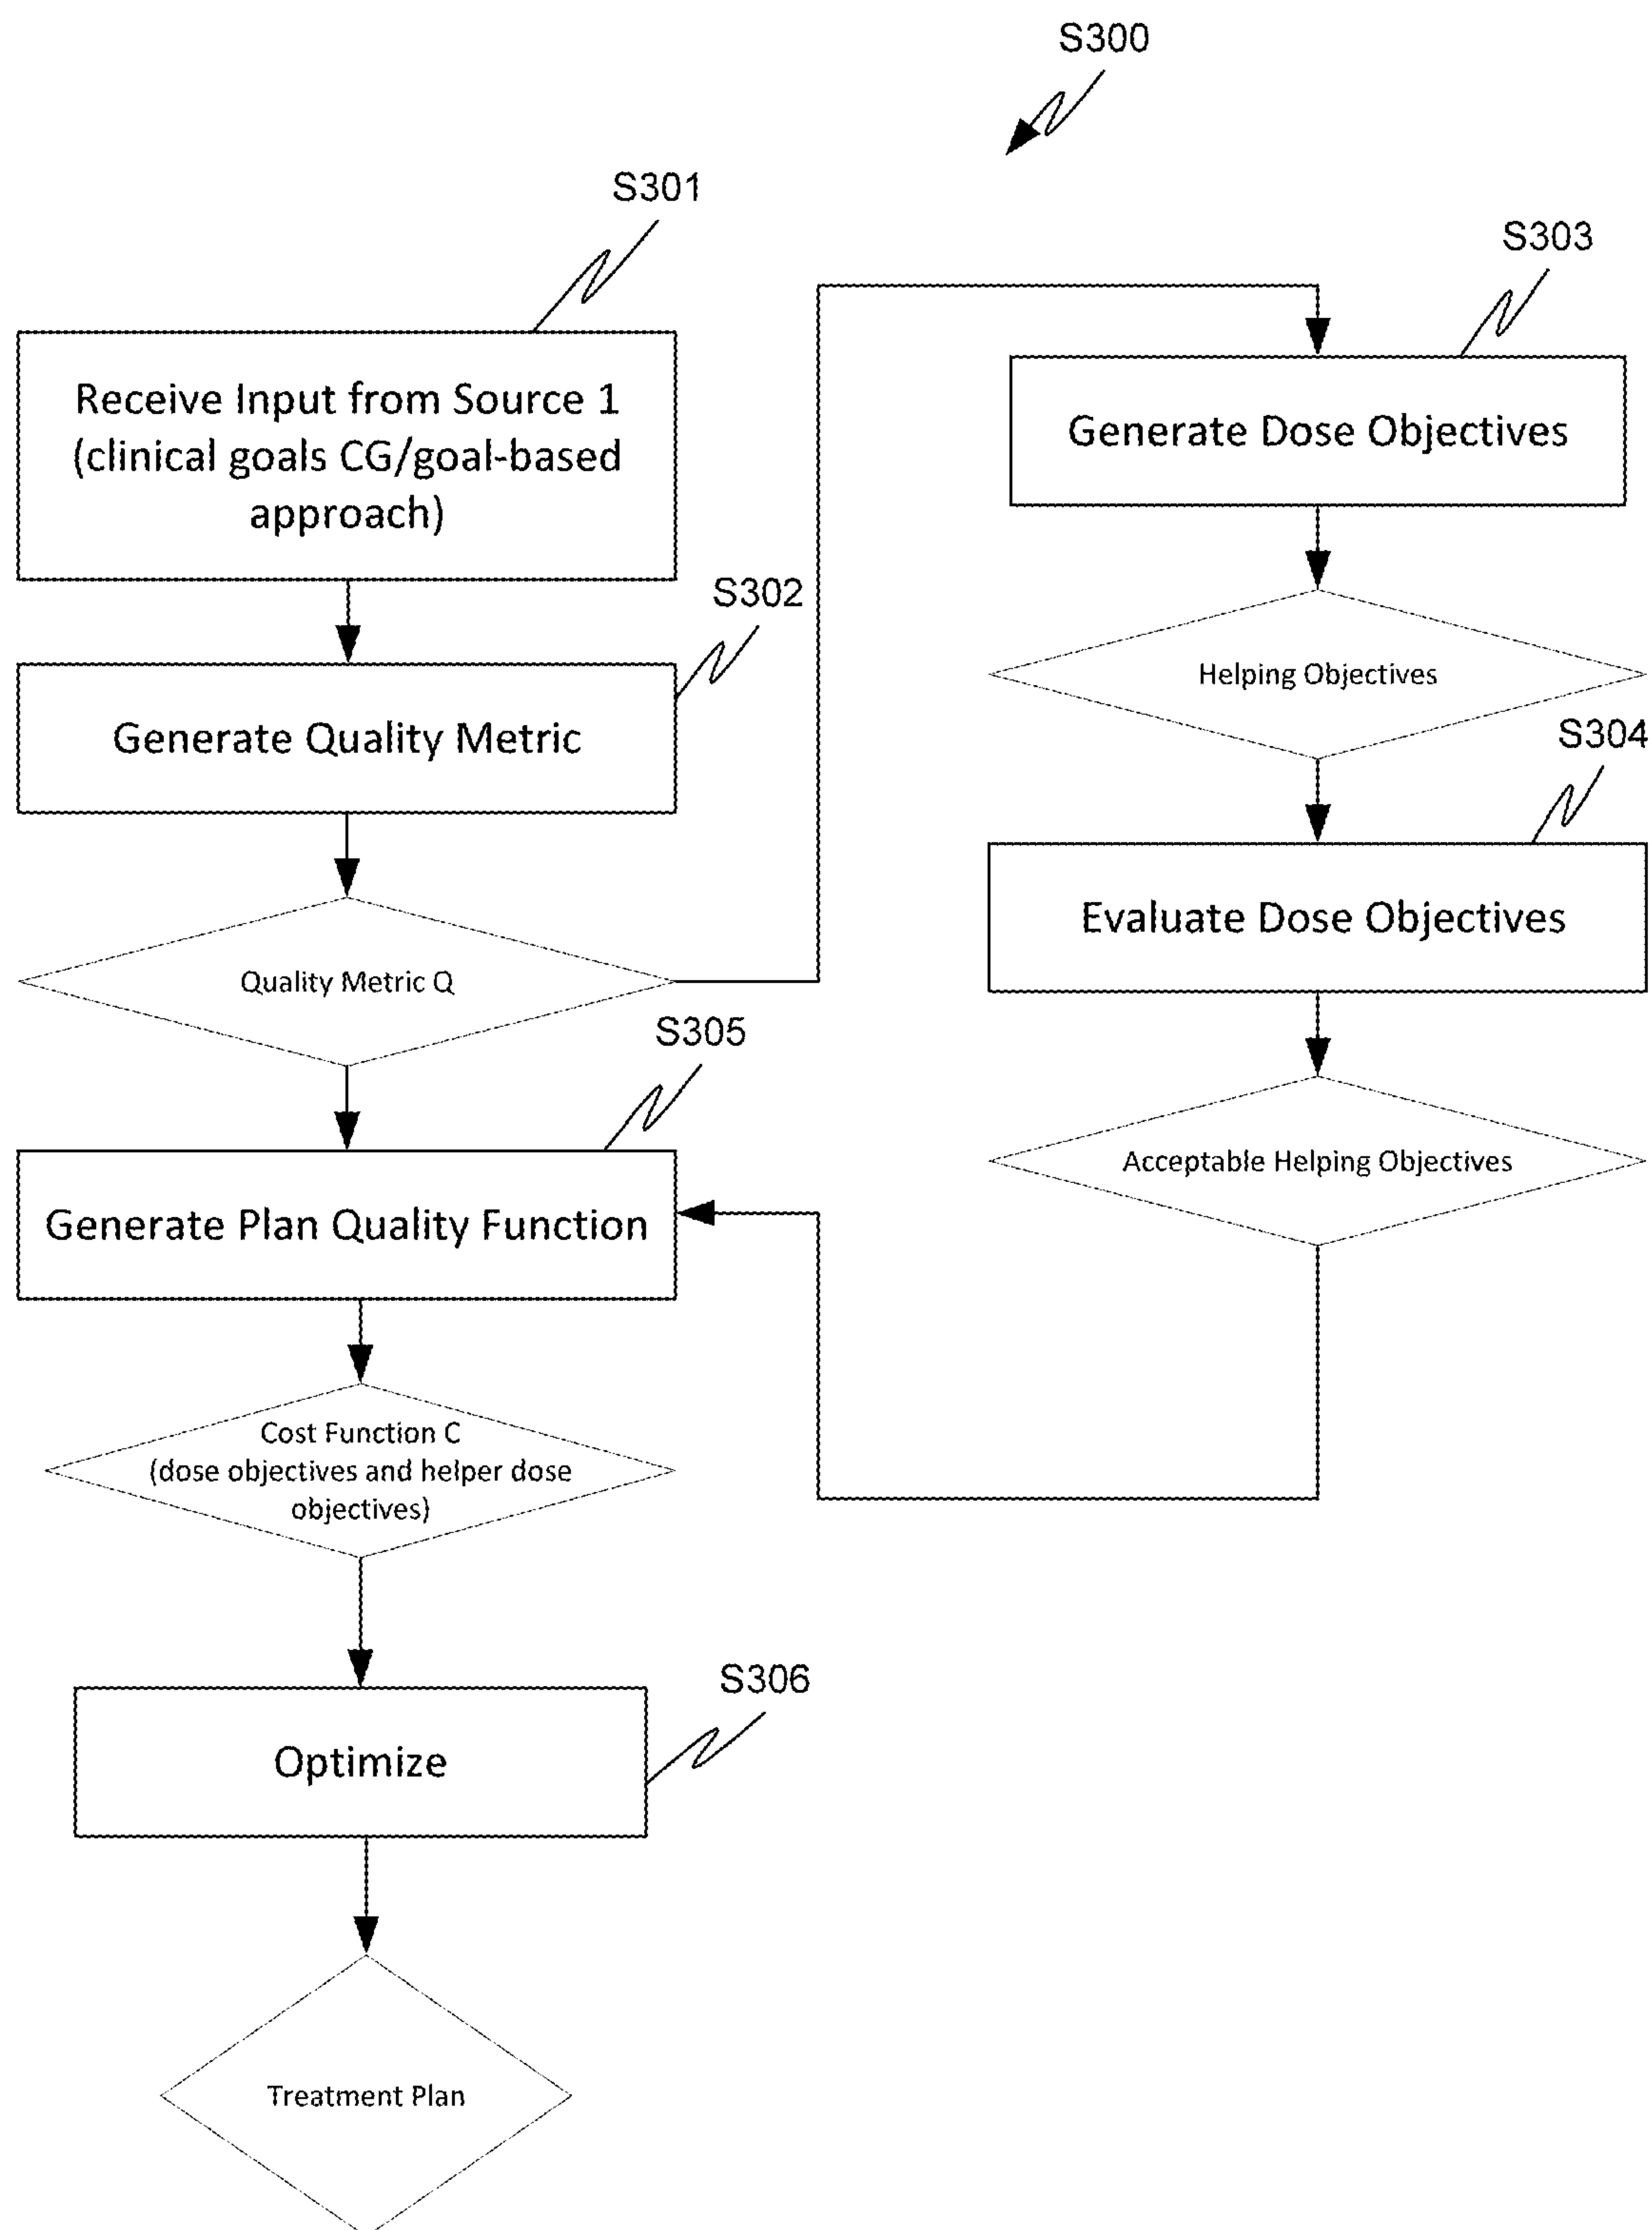 S300
S301
Receive Input from Source 1
(clinical goals CG/goal-based
approach)
S302
Generate Quality Metric
Quality Metric Q
S303
Generate Dose Objectives
Helping Objectives
S304
Evaluate Dose Objectives
Acceptable Helping Objectives
S305
Generate Plan Quality Function
Cost Function C
(dose objectives and helper dose
objectives)
S306
Optimize
Treatment Plan